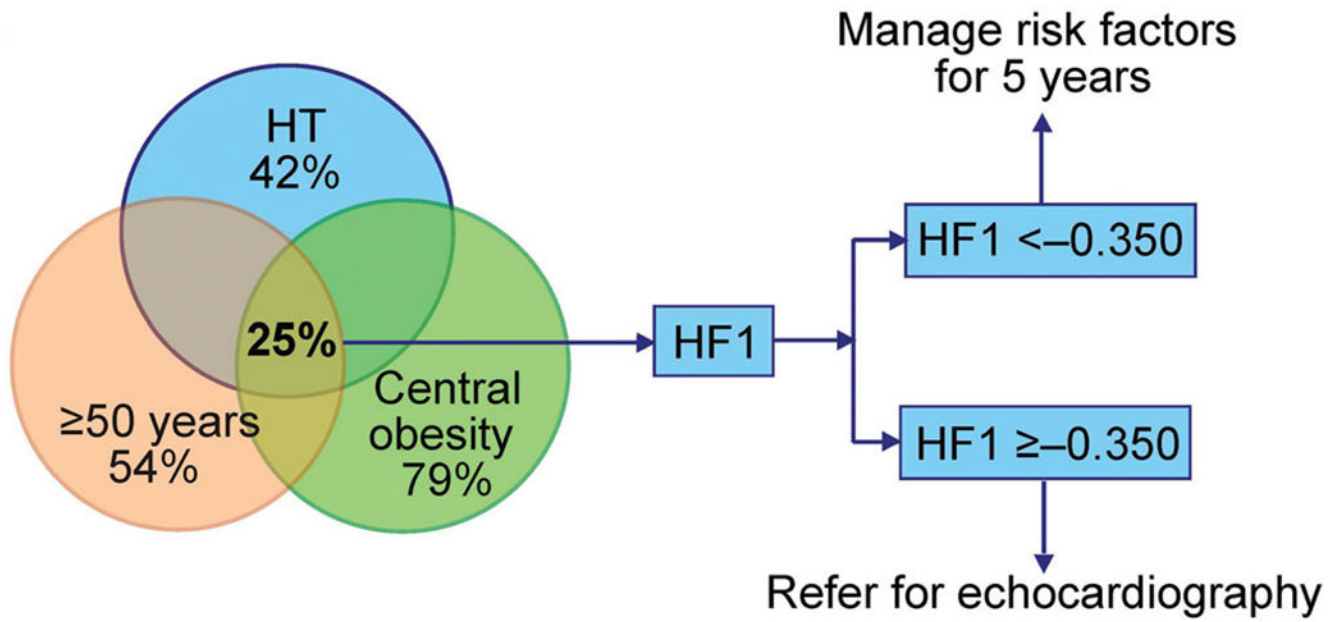 Manage risk factors
for 5 years
HT
42%
HF1 <–0.350
25%
HF1
Central
obesity
79%
≥50 years
54%
HF1 ≥–0.350
Refer for echocardiography